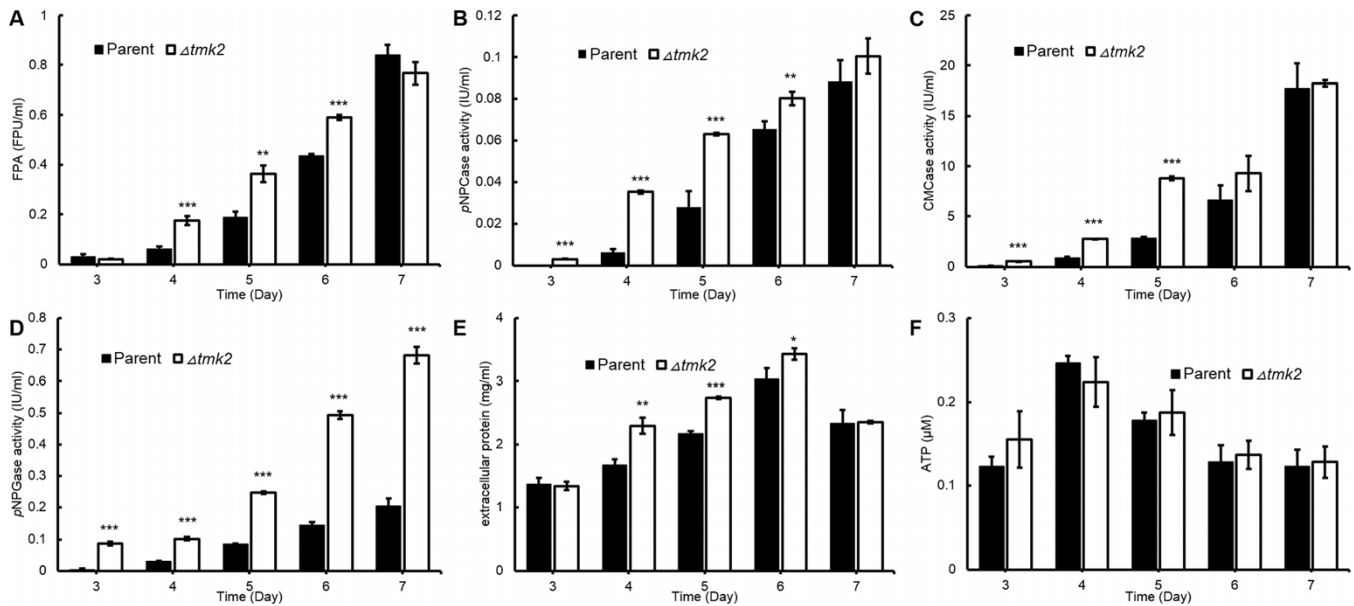 A
FPA (FPU/ml)
1
0.8
0.6
0.4
0.2
0
Parent Δtmk2
***
**
***
3 4 5 6 7
Time (Day)
B
pNPCase activity (IU/ml)
0.12
0.1
0.08
0.06
0.04
0.02
0
Parent Δtmk2
***
***
***
**
3 4 5 6 7
Time (Day)
C
CMCase activity (IU/ml)
25
20
15
10
5
0
Parent Δtmk2
***
***
***
3 4 5 6 7
Time (Day)
D
pNPGase activity (IU/ml)
0.8
0.7
0.6
0.5
0.4
0.3
0.2
0.1
0
Parent Δtmk2
***
***
***
***
***
3 4 5 6 7
Time (Day)
E
extracellular protein (mg/ml)
4
3
2
1
0
Parent Δtmk2
**
***
*
3 4 5 6 7
Time (Day)
F
ATP (μM)
0.3
0.2
0.1
0
Parent Δtmk2
3 4 5 6 7
Time (Day)